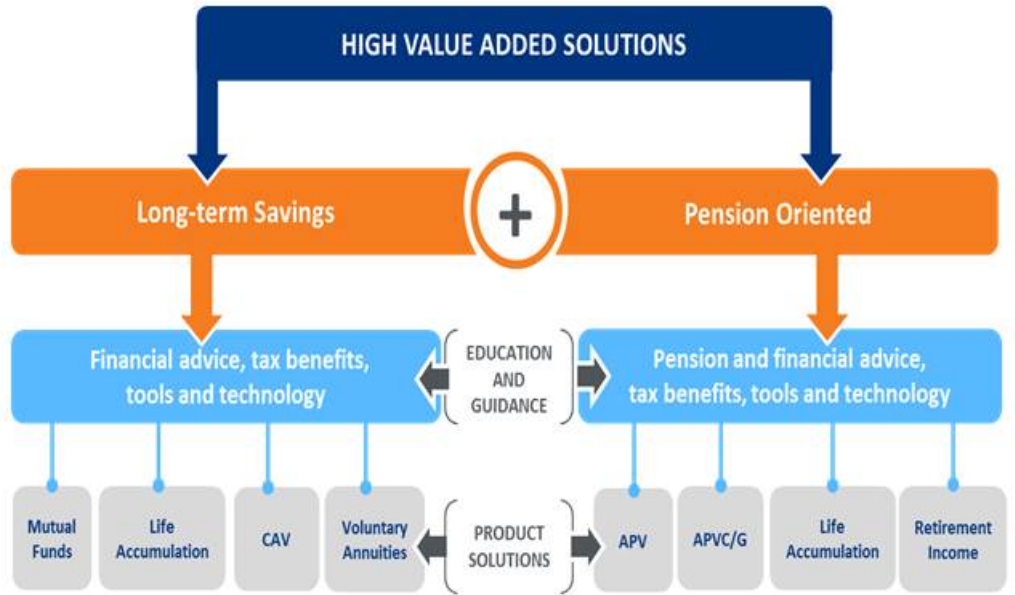 HIGH VALUE ADDED SOLUTIONS
Long-term Savings
+
Pension Oriented
Financial advice, tax benefits,
tools and technology
EDUCATION
AND
GUIDANCE
Pension and financial advice,
tax benefits, tools and technology
Mutual
Funds
Life
Accumulation
CAV
Voluntary
Annuities
PRODUCT
SOLUTIONS
APV
APVC/G
Life
Accumulation
Retirement
Income